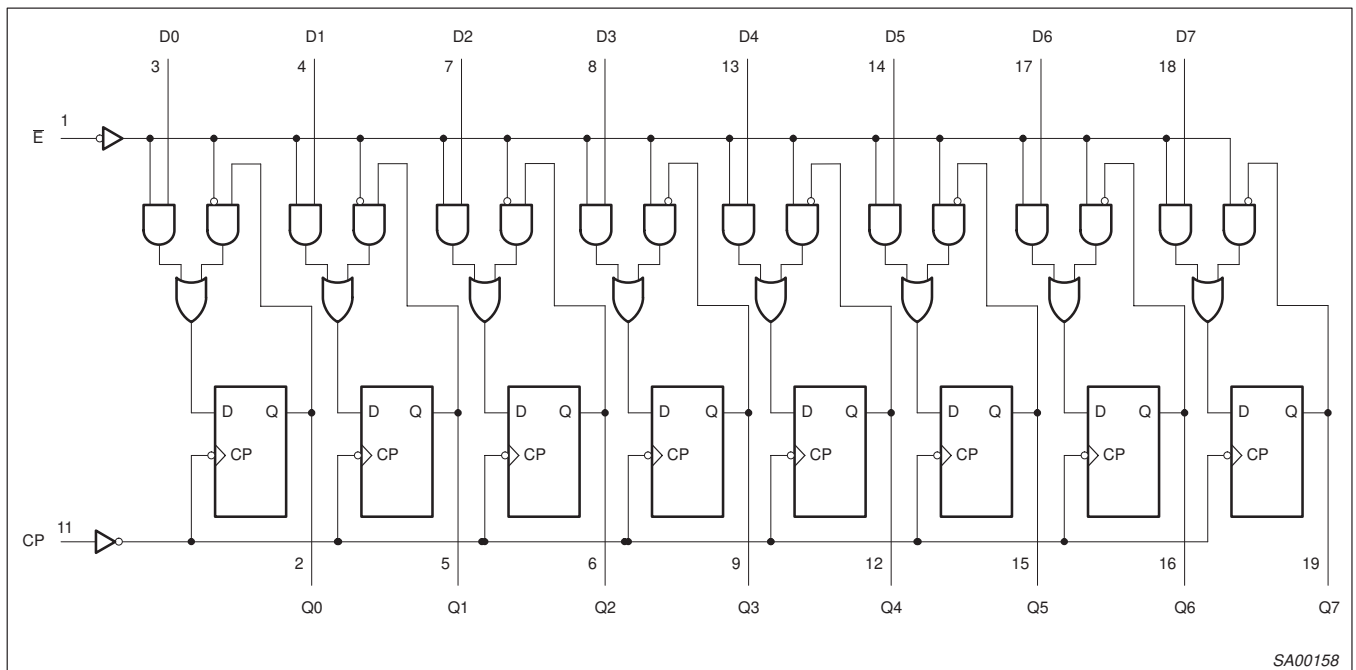 D0 D1 D2 D3 D4 D5 D6 D7
3 4 7 8 13 14 17 18
1
E̅
D Q D Q D Q D Q D Q D Q D Q D Q
CP CP CP CP CP CP CP CP
11
CP
2 5 6 9 12 15 16 19
Q0 Q1 Q2 Q3 Q4 Q5 Q6 Q7
SA00158